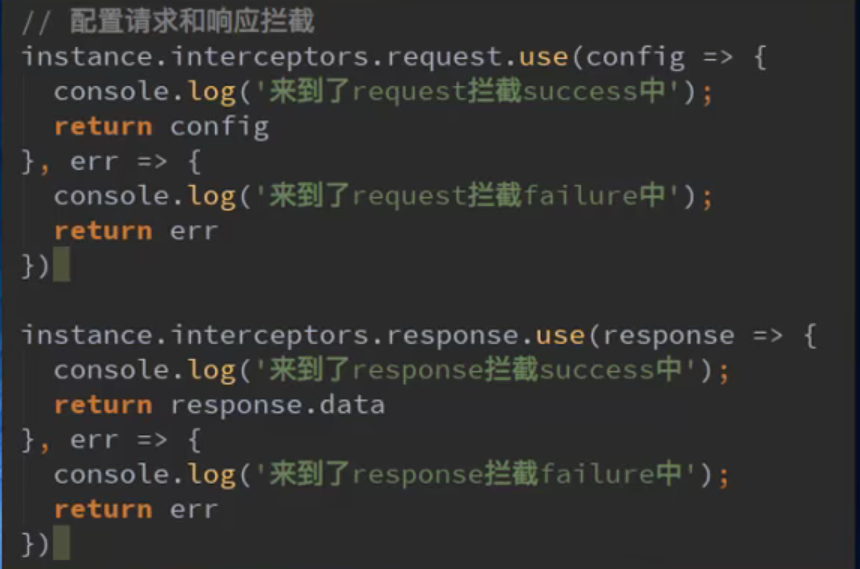 // 配置请求和响应拦截
instance.interceptors.request.use(config => {
  console.log('来到了request拦截success中');
  return config
}, err => {
  console.log('来到了request拦截failure中');
  return err
})

instance.interceptors.response.use(response => {
  console.log('来到了response拦截success中');
  return response.data
}, err => {
  console.log('来到了response拦截failure中');
  return err
})